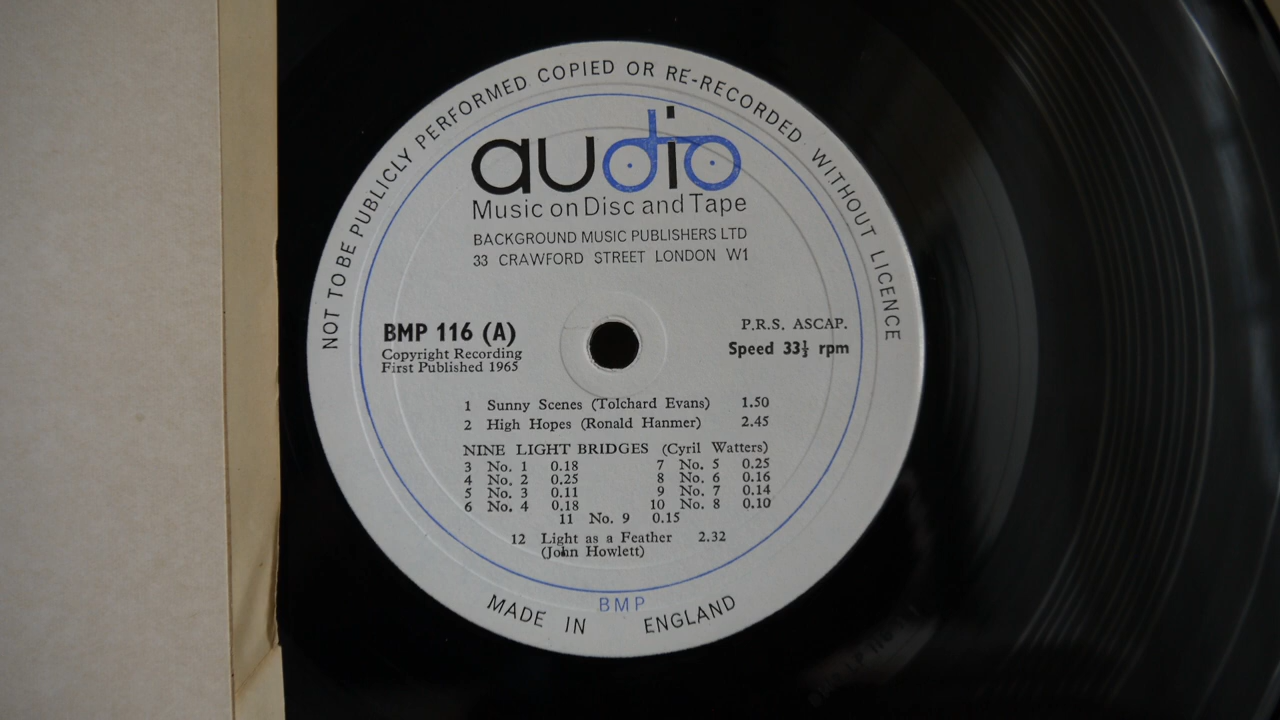 NOT TO BE PUBLICLY PERFORMED COPIED OR RE-RECORDED WITHOUT LICENCE
audio
Music on Disc and Tape
BACKGROUND MUSIC PUBLISHERS LTD
33 CRAWFORD STREET LONDON W1
BMP 116 (A)
Copyright Recording
First Published 1965
P.R.S. ASCAP.
Speed 33⅓ rpm
1 Sunny Scenes (Tolchard Evans) 1.50
2 High Hopes (Ronald Hanmer) 2.45
NINE LIGHT BRIDGES (Cyril Watters)
3 No. 1 0.18 7 No. 5 0.25
4 No. 2 0.25 8 No. 6 0.16
5 No. 3 0.11 9 No. 7 0.14
6 No. 4 0.18 10 No. 8 0.10
11 No. 9 0.15
12 Light as a Feather 2.32
(John Howlett)
BMP
MADE IN ENGLAND